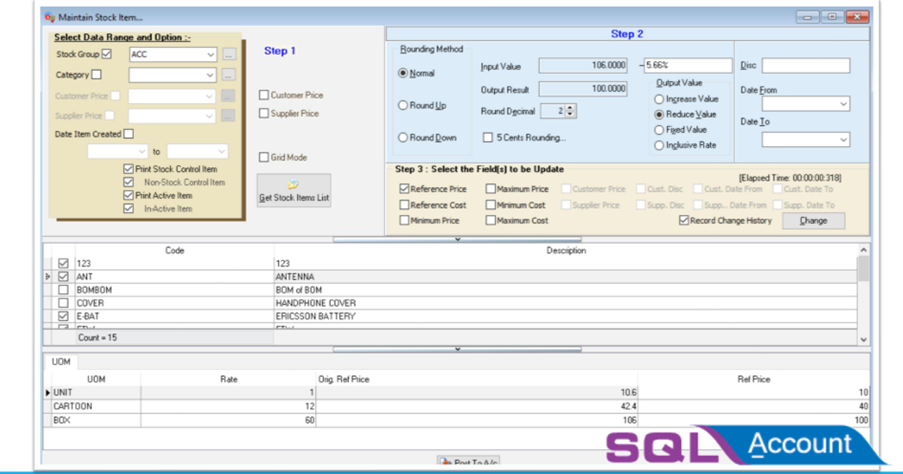 Maintain Stock Item...
Select Data Range and Option :-
Stock Group ACC ...
Category ...
Customer Price ...
Supplier Price ...
Date Item Created
to
Print Stock Control Item
Non-Stock Control Item
Print Active Item
In-Active Item
Step 1
Customer Price
Supplier Price
Grid Mode
Get Stock Items List
Step 2
Rounding Method
Normal
Round Up
Round Down
Input Value 106.0000 -5.66%
Output Result 100.0000
Round Decimal 2
5 Cents Rounding...
Output Value
Increase Value
Reduce Value
Fixed Value
Inclusive Rate
Disc
Date From
Date To
Step 3 : Select the Field(s) to be Update
[Elapsed Time: 00:00:00:318]
Reference Price Maximum Price Customer Price Cust. Disc Cust. Date From Cust. Date To
Reference Cost Minimum Cost Supplier Price Supp. Disc Supp... Date From Supp. Date To
Minimum Price Maximum Cost Record Change History Change
Code Description
123 123
ANT ANTENNA
BOMBOM BOM of BOM
COVER HANDPHONE COVER
E-BAT ERICSSON BATTERY
Count = 15
UOM
UOM Rate Orig. Ref Price Ref Price
UNIT 1 10.6 10
CARTOON 12 42.4 40
BOX 60 106 100
Post To A/c
SQL Account